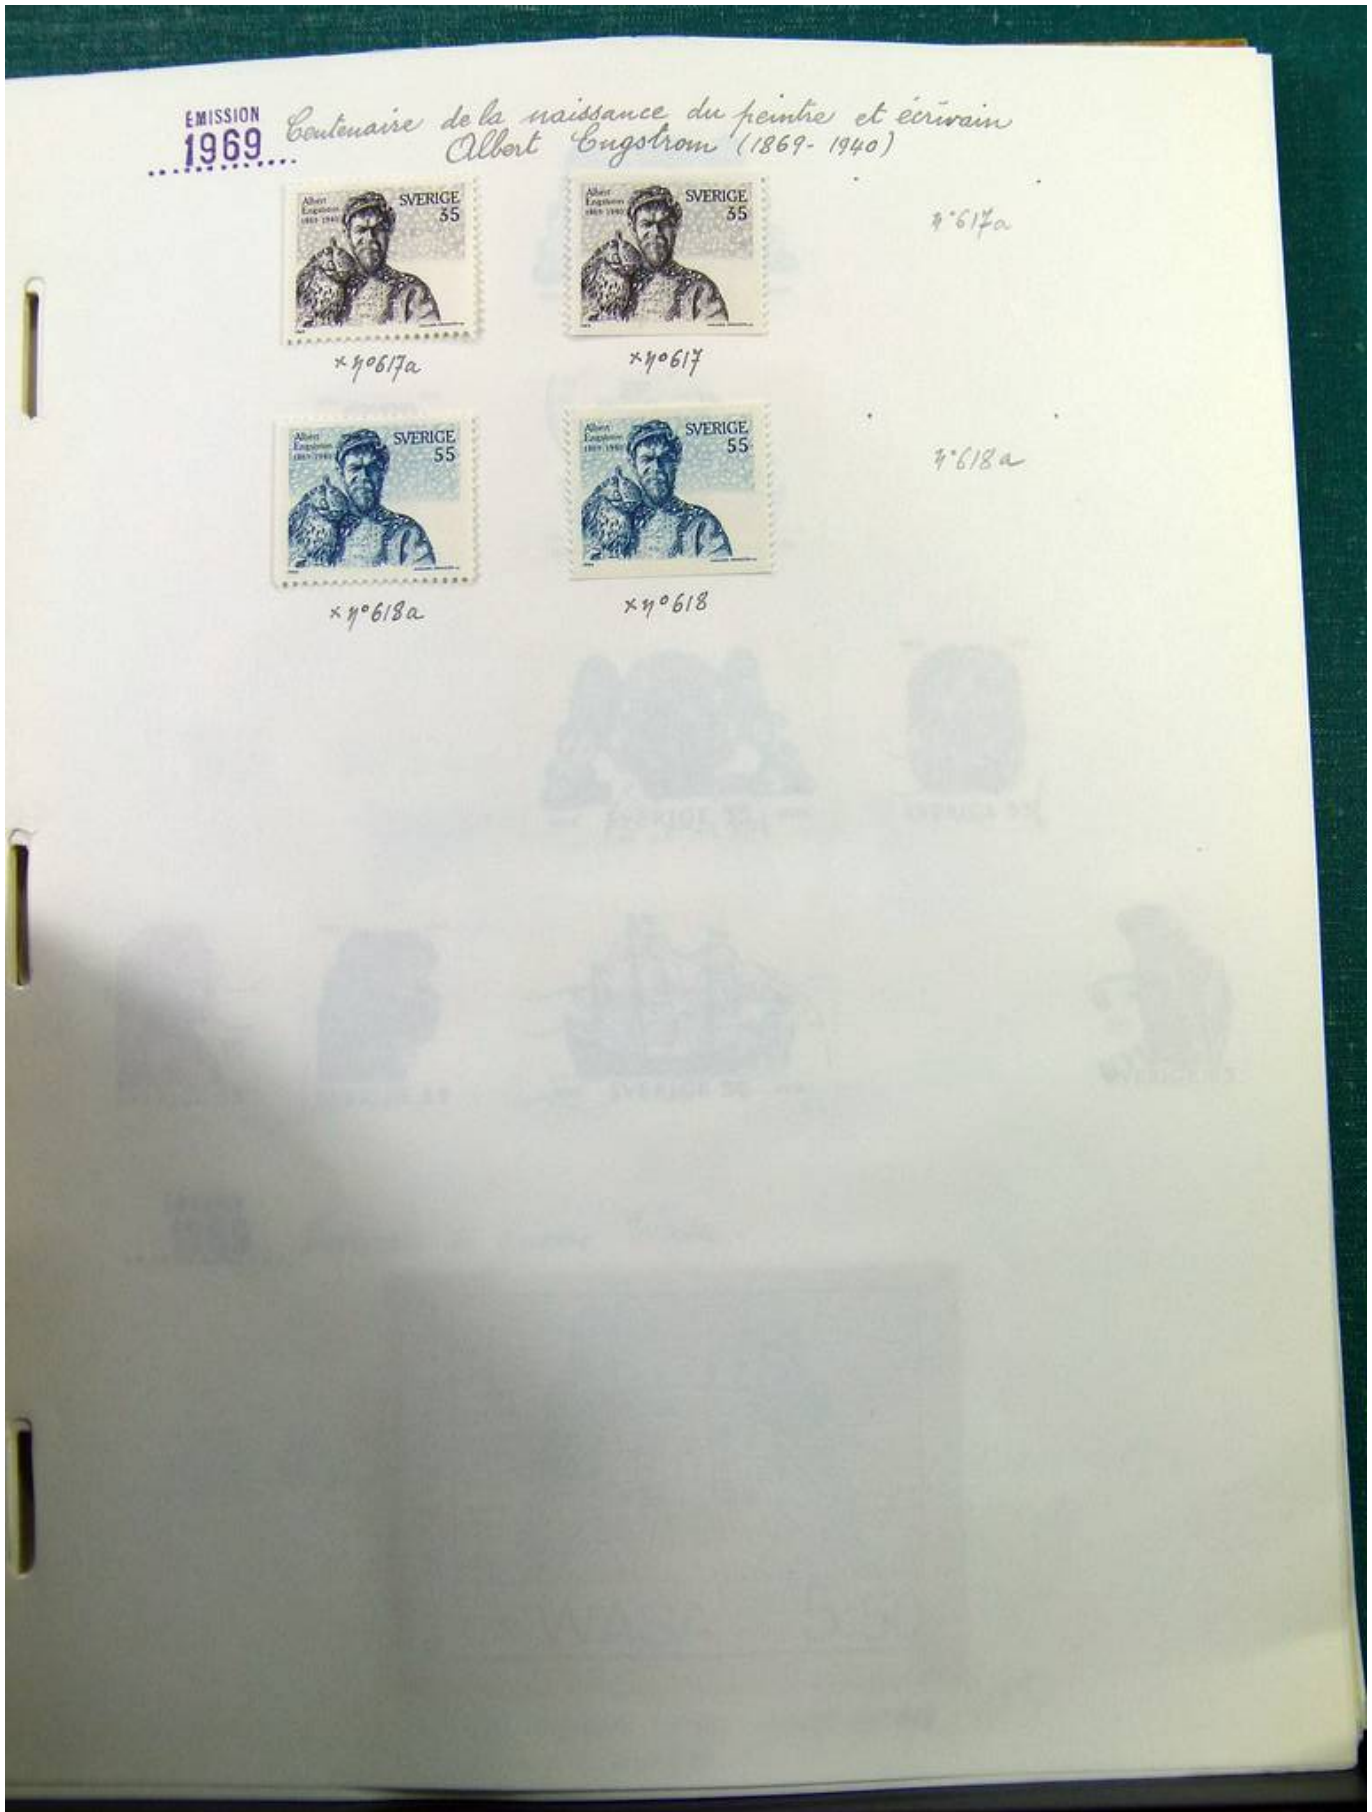 ÉMISSION
1969
Centenaire de la naissance du peintre et écrivain
Albert Engstrom (1869-1940)
Albert
Engström
1869-1940
SVERIGE
35
Albert
Engström
1869-1940
SVERIGE
35
n°617a
x n°617a
x n°617
Albert
Engström
1869-1940
SVERIGE
55
Albert
Engström
1869-1940
SVERIGE
55
n°618a
x n°618a
x n°618